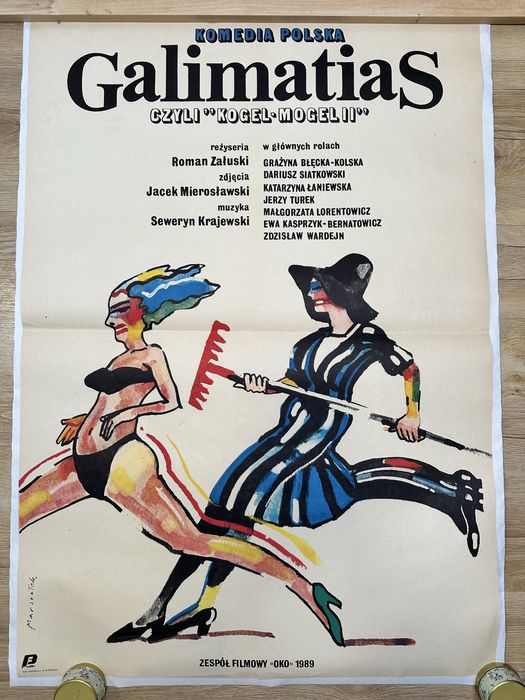 KOMEDIA POLSKA
GalimatiaS
CZYLI "KOGEL-MOGEL II"
reżyseria
Roman Załuski
zdjęcia
Jacek Mierosławski
muzyka
Seweryn Krajewski
w głównych rolach
GRAŻYNA BŁĘCKA-KOLSKA
DARIUSZ SIATKOWSKI
KATARZYNA ŁANIEWSKA
JERZY TUREK
MAŁGORZATA LORENTOWICZ
EWA KASPRZYK-BERNATOWICZ
ZDZISŁAW WARDEJN
Marszałek
ZESPÓŁ FILMOWY »OKO« 1989